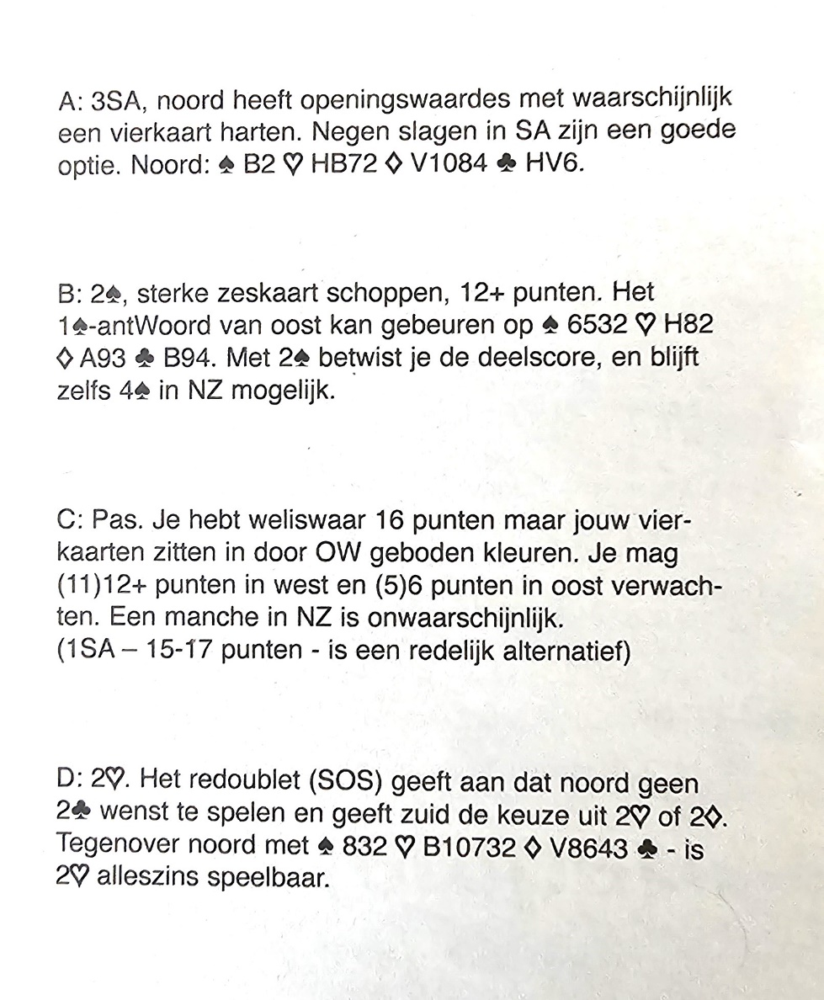 A: 3SA, noord heeft openingswaardes met waarschijnlijk
een vierkaart harten. Negen slagen in SA zijn een goede
optie. Noord: ♠ B2 ♡ HB72 ♢ V1084 ♣ HV6.
B: 2♠, sterke zeskaart schoppen, 12+ punten. Het
1♠-antWoord van oost kan gebeuren op ♠ 6532 ♡ H82
♢ A93 ♣ B94. Met 2♠ betwist je de deelscore, en blijft
zelfs 4♠ in NZ mogelijk.
C: Pas. Je hebt weliswaar 16 punten maar jouw vier-
kaarten zitten in door OW geboden kleuren. Je mag
(11)12+ punten in west en (5)6 punten in oost verwach-
ten. Een manche in NZ is onwaarschijnlijk.
(1SA – 15-17 punten - is een redelijk alternatief)
D: 2♡. Het redoublet (SOS) geeft aan dat noord geen
2♣ wenst te spelen en geeft zuid de keuze uit 2♡ of 2♢.
Tegenover noord met ♠ 832 ♡ B10732 ♢ V8643 ♣ - is
2♡ alleszins speelbaar.